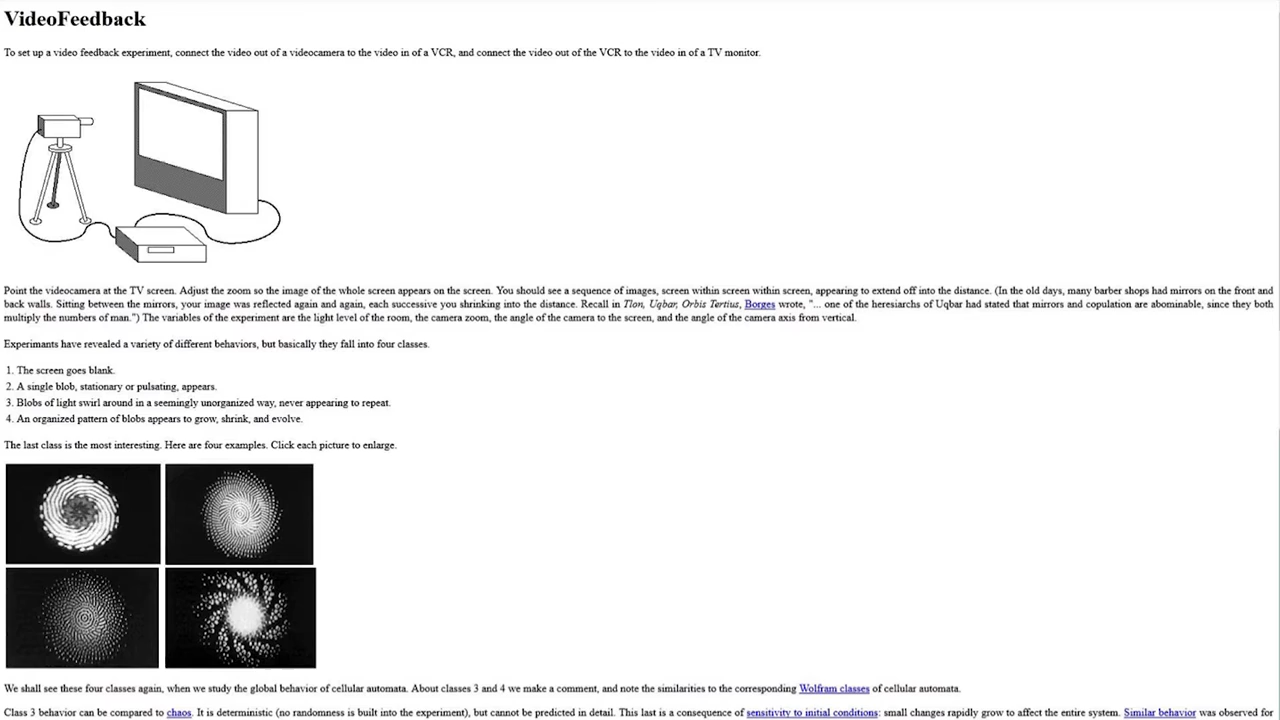 VideoFeedback
To set up a video feedback experiment, connect the video out of a videocamera to the video in of a VCR, and connect the video out of the VCR to the video in of a TV monitor.
Point the videocamera at the TV screen. Adjust the zoom so the image of the whole screen appears on the screen. You should see a sequence of images, screen within screen within screen, appearing to extend off into the distance. (In the old days, many barber shops had mirrors on the front and
back walls. Sitting between the mirrors, your image was reflected again and again, each successive you shrinking into the distance. Recall in Tlon, Uqbar, Orbis Tertius, Borges wrote, "... one of the heresiarchs of Uqbar had stated that mirrors and copulation are abominable, since they both
multiply the numbers of man.") The variables of the experiment are the light level of the room, the camera zoom, the angle of the camera to the screen, and the angle of the camera axis from vertical.
Experimants have revealed a variety of different behaviors, but basically they fall into four classes.
1. The screen goes blank.
2. A single blob, stationary or pulsating, appears.
3. Blobs of light swirl around in a seemingly unorganized way, never appearing to repeat.
4. An organized pattern of blobs appears to grow, shrink, and evolve.
The last class is the most interesting. Here are four examples. Click each picture to enlarge.
We shall see these four classes again, when we study the global behavior of cellular automata. About classes 3 and 4 we make a comment, and note the similarities to the corresponding Wolfram classes of cellular automata.
Class 3 behavior can be compared to chaos. It is deterministic (no randomness is built into the experiment), but cannot be predicted in detail. This last is a consequence of sensitivity to initial conditions: small changes rapidly grow to affect the entire system. Similar behavior was observed for